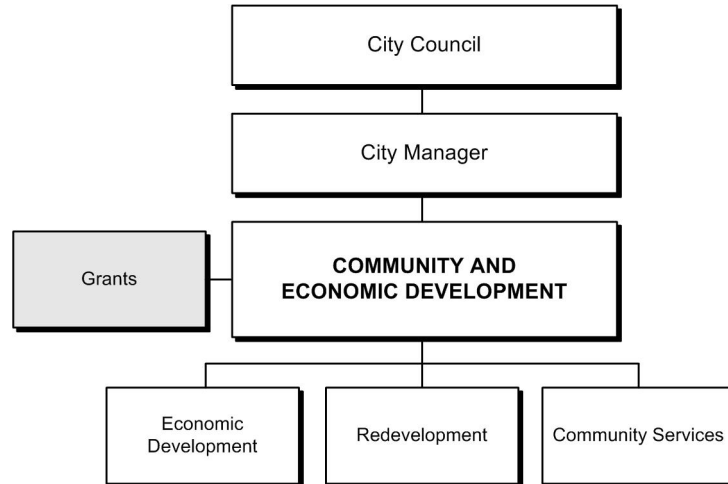 City Council
City Manager
Grants
COMMUNITY AND
ECONOMIC DEVELOPMENT
Economic
Development
Redevelopment
Community Services